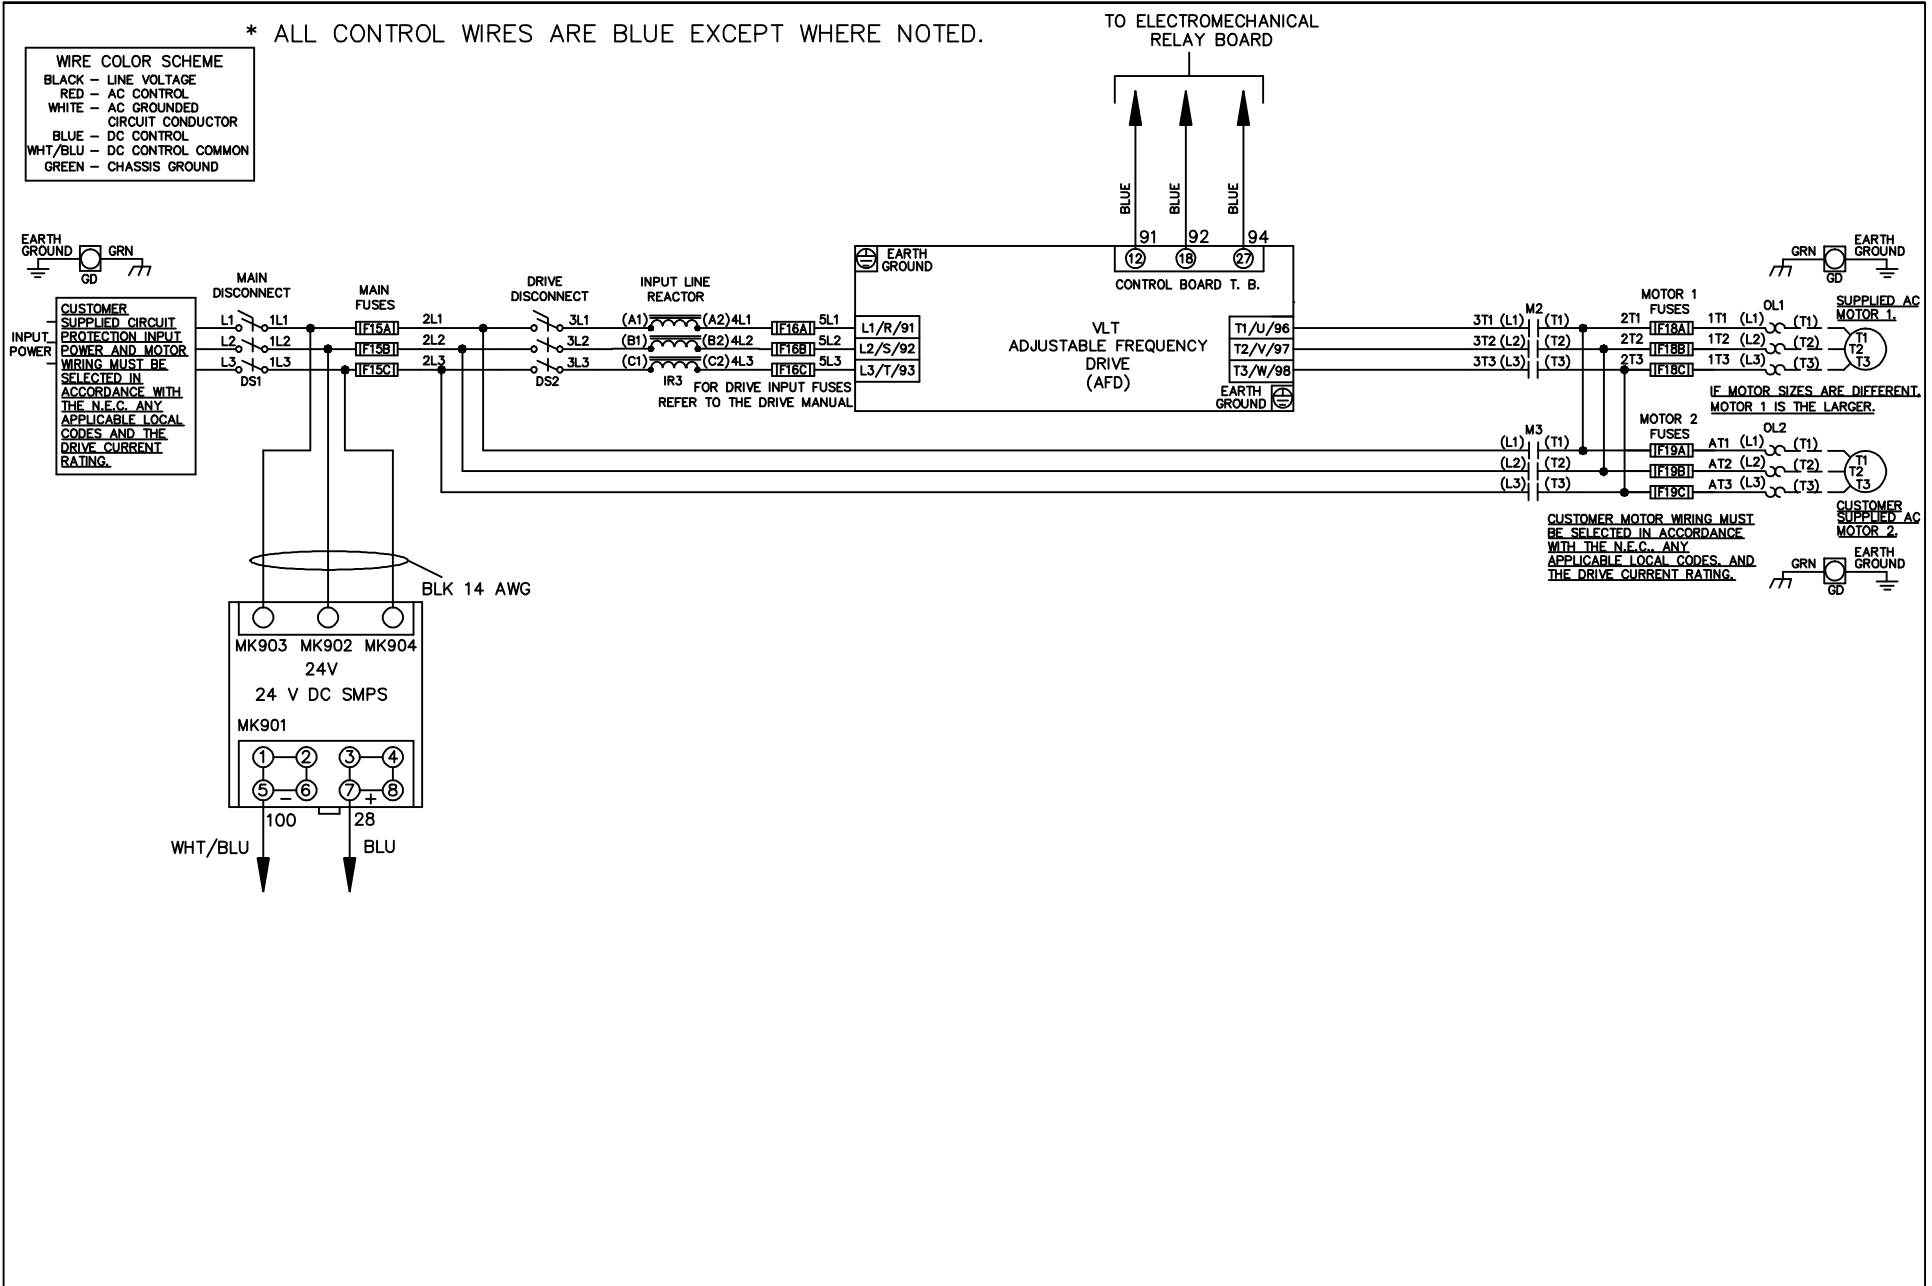 * ALL CONTROL WIRES ARE BLUE EXCEPT WHERE NOTED.
TO ELECTROMECHANICAL
RELAY BOARD
WIRE COLOR SCHEME
BLACK – LINE VOLTAGE
RED – AC CONTROL
WHITE – AC GROUNDED
CIRCUIT CONDUCTOR
BLUE – DC CONTROL
WHT/BLU – DC CONTROL COMMON
GREEN – CHASSIS GROUND
BLUE
BLUE
BLUE
91 92 94
12 18 27
CONTROL BOARD T. B.
EARTH
GROUND
GRN
GD
INPUT
POWER
CUSTOMER
SUPPLIED CIRCUIT
PROTECTION INPUT
POWER AND MOTOR
WIRING MUST BE
SELECTED IN
ACCORDANCE WITH
THE N.E.C. ANY
APPLICABLE LOCAL
CODES AND THE
DRIVE CURRENT
RATING.
MAIN
DISCONNECT
L1 1L1
L2 1L2
L3 1L3
DS1
MAIN
FUSES
F15A
F15B
F15C
2L1
2L2
2L3
DRIVE
DISCONNECT
3L1
3L2
3L3
DS2
INPUT LINE
REACTOR
(A1) (A2) 4L1
(B1) (B2) 4L2
(C1) (C2) 4L3
IR3
F16A 5L1
F16B 5L2
F16C 5L3
FOR DRIVE INPUT FUSES
REFER TO THE DRIVE MANUAL
EARTH
GROUND
L1/R/91
L2/S/92
L3/T/93
VLT
ADJUSTABLE FREQUENCY
DRIVE
(AFD)
T1/U/96
T2/V/97
T3/W/98
EARTH
GROUND
M2
3T1 (L1) (T1)
3T2 (L2) (T2)
3T3 (L3) (T3)
MOTOR 1
FUSES
2T1 F18A 1T1 (L1) (T1)
2T2 F18B 1T2 (L2) (T2)
2T3 F18C 1T3 (L3) (T3)
OL1
GRN
GD
EARTH
GROUND
SUPPLIED AC
MOTOR 1.
T1
T2
T3
IF MOTOR SIZES ARE DIFFERENT,
MOTOR 1 IS THE LARGER.
M3
(L1) (T1)
(L2) (T2)
(L3) (T3)
MOTOR 2
FUSES
F19A AT1 (L1) (T1)
F19B AT2 (L2) (T2)
F19C AT3 (L3) (T3)
OL2
T1
T2
T3
CUSTOMER
SUPPLIED AC
MOTOR 2.
CUSTOMER MOTOR WIRING MUST
BE SELECTED IN ACCORDANCE
WITH THE N.E.C., ANY
APPLICABLE LOCAL CODES, AND
THE DRIVE CURRENT RATING.
GRN
GD
EARTH
GROUND
BLK 14 AWG
MK903 MK902 MK904
24V
24 V DC SMPS
MK901
1 2 3 4
5 6 7 8
– +
100 28
WHT/BLU BLU